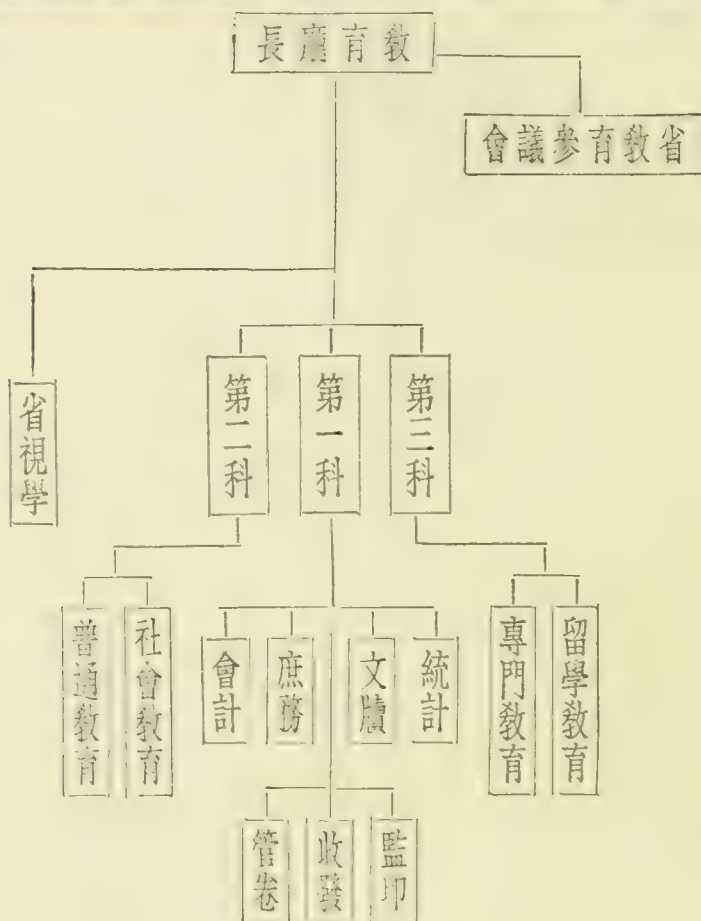 教育廳長
省教育參議會
省視學
第二科
第一科
第三科
普通教育
社會教育
會計
庶務
文牘
統計
專門教育
留學教育
管卷
收發
監印